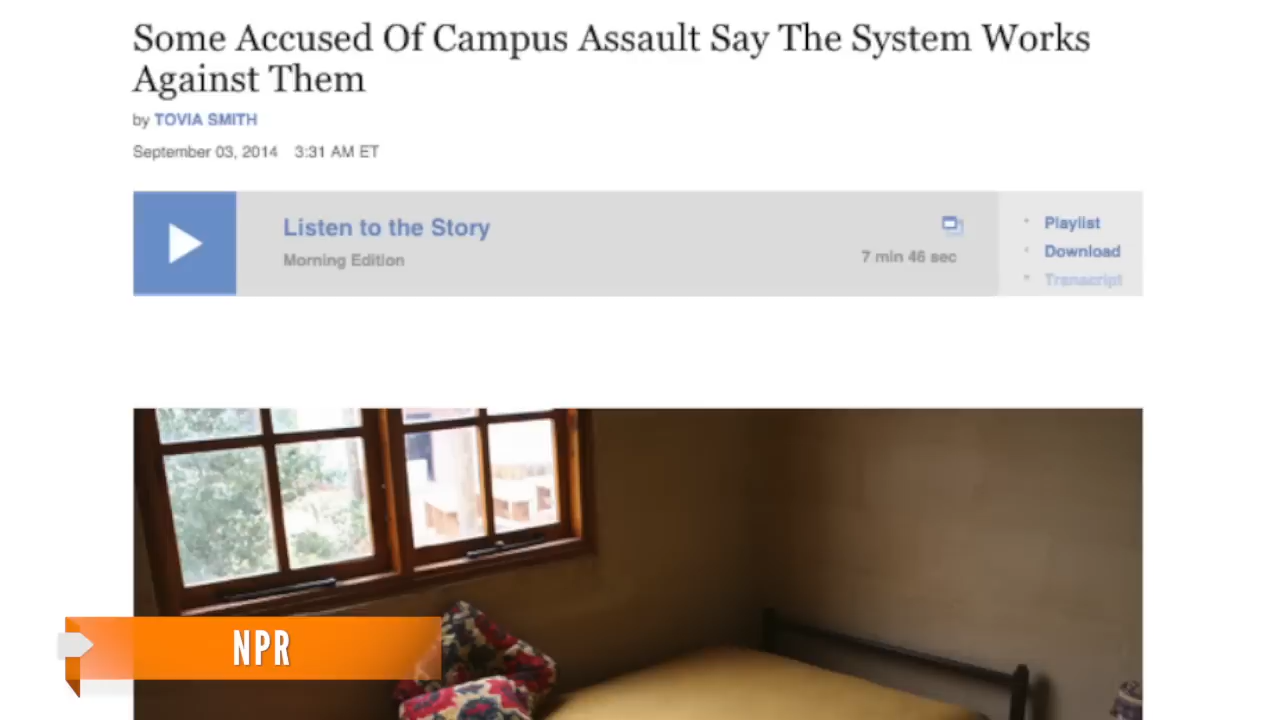 Some Accused Of Campus Assault Say The System Works
Against Them
by TOVIA SMITH
September 03, 2014 3:31 AM ET
Listen to the Story
Morning Edition
7 min 46 sec
Playlist
Download
Transcript
NPR